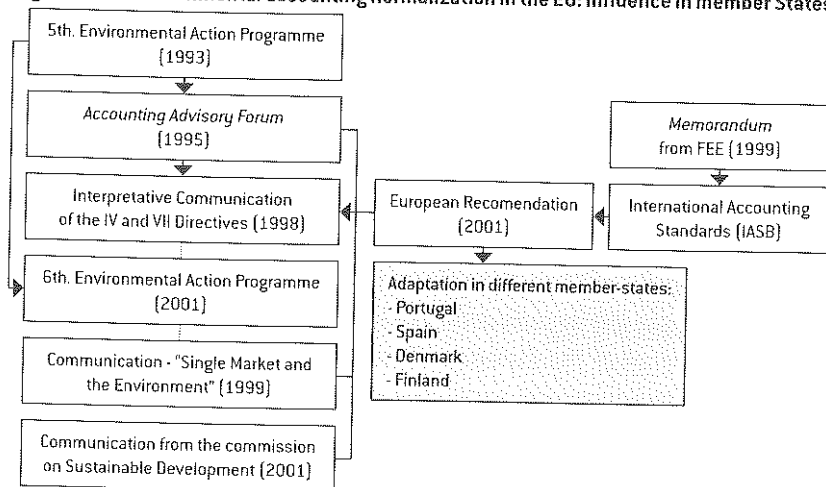 accounting normalization in the EU: influence in member States
5th. Environmental Action Programme
(1993)
Accounting Advisory Forum
(1995)
Interpretative Communication
of the IV and VII Directives (1998)
6th. Environmental Action Programme
(2001)
Communication - "Single Market and
the Environment" (1999)
Communication from the commission
on Sustainable Development (2001)
European Recomendation
(2001)
Adaptation in different member-states:
- Portugal
- Spain
- Denmark
- Finland
Memorandum
from FEE (1999)
International Accounting
Standards (IASB)